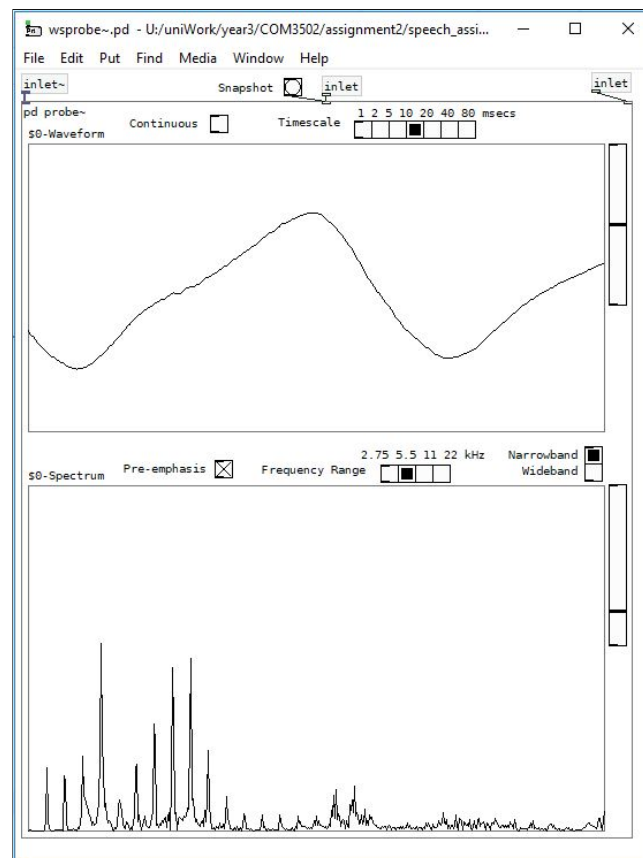 wsprobe~.pd - U:/uniWork/year3/COM3502/assignment2/speech_assi...
File Edit Put Find Media Window Help
inlet~ Snapshot inlet inlet
pd probe~
Continuous Timescale 1 2 5 10 20 40 80 msecs
$0-Waveform
2.75 5.5 11 22 kHz Narrowband
$0-Spectrum Pre-emphasis Frequency Range Wideband